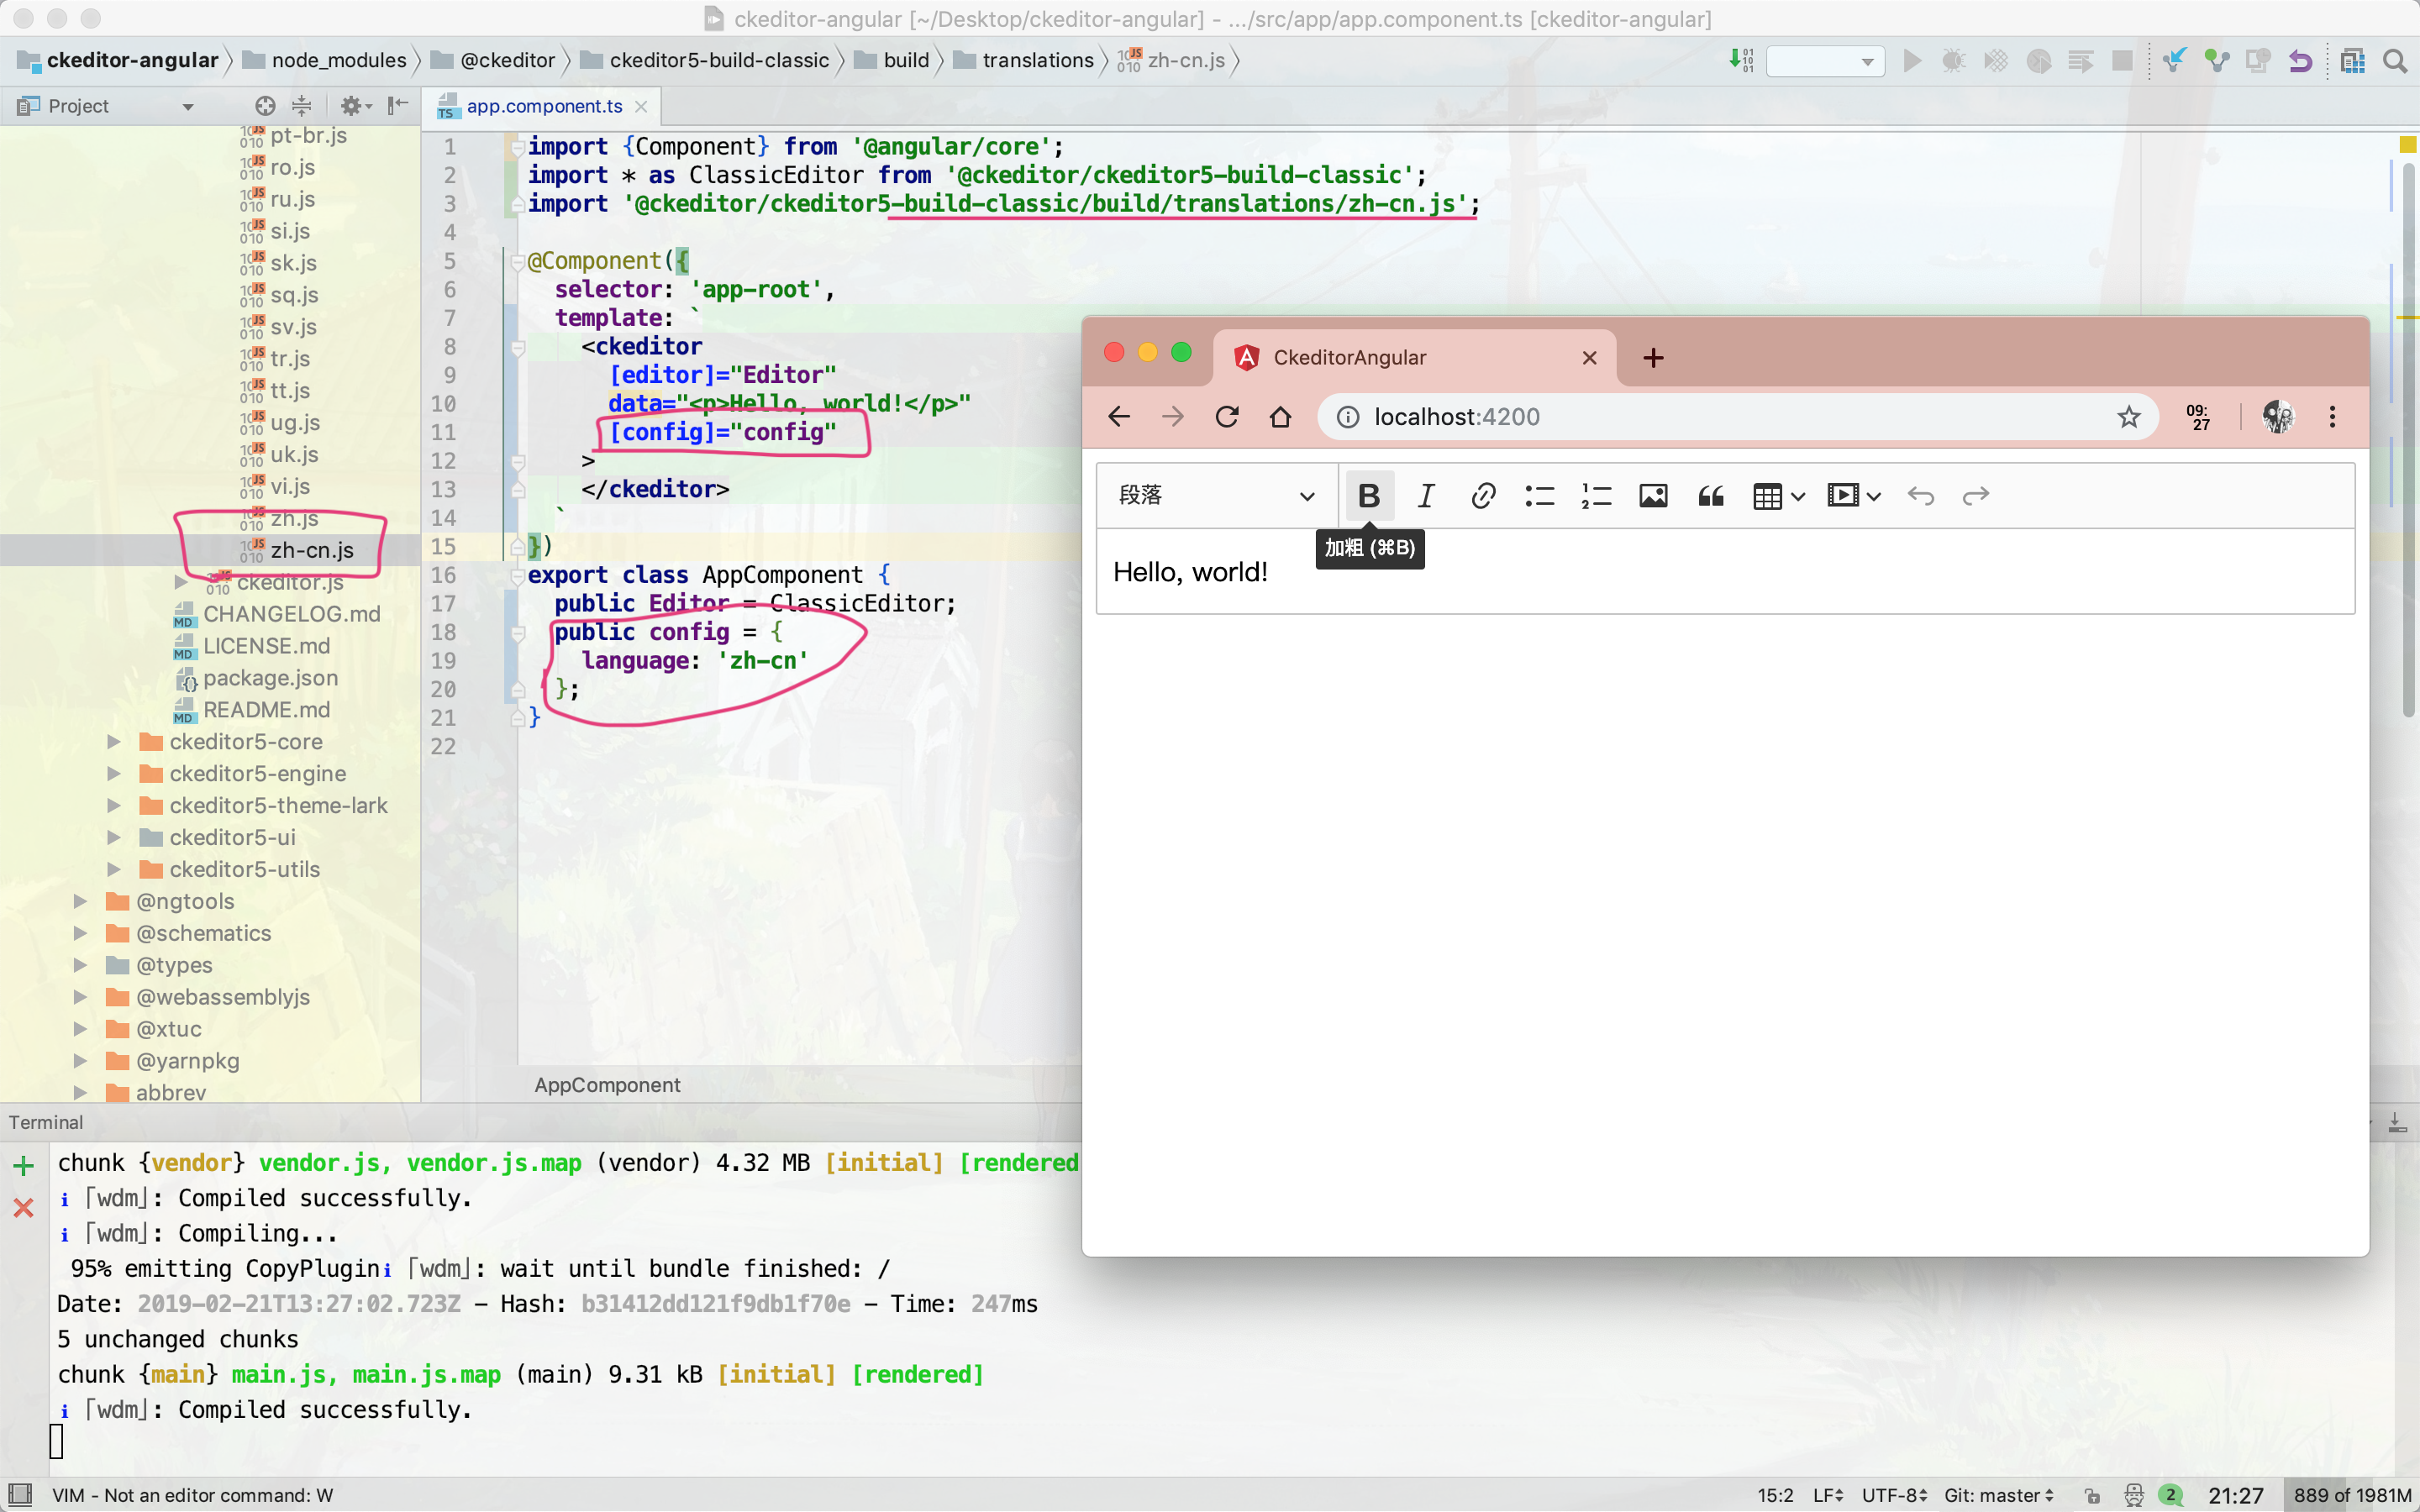 ckeditor-angular [~/Desktop/ckeditor-angular] - .../src/app/app.component.ts [ckeditor-angular]
ckeditor-angular node_modules @ckeditor ckeditor5-build-classic build translations zh-cn.js
Project
app.component.ts
pt-br.js
ro.js
ru.js
si.js
sk.js
sq.js
sv.js
tr.js
tt.js
ug.js
uk.js
vi.js
zh.js
zh-cn.js
ckeditor.js
CHANGELOG.md
LICENSE.md
package.json
README.md
ckeditor5-core
ckeditor5-engine
ckeditor5-theme-lark
ckeditor5-ui
ckeditor5-utils
@ngtools
@schematics
@types
@webassemblyjs
@xtuc
@yarnpkg
abbrev
1 import {Component} from '@angular/core';
2 import * as ClassicEditor from '@ckeditor/ckeditor5-build-classic';
3 import '@ckeditor/ckeditor5-build-classic/build/translations/zh-cn.js';
4
5 @Component({
6 selector: 'app-root',
7 template: `
8 <ckeditor
9 [editor]="Editor"
10 data="<p>Hello, world!</p>"
11 [config]="config"
12 >
13 </ckeditor>
14 `
15 })
16 export class AppComponent {
17 public Editor = ClassicEditor;
18 public config = {
19 language: 'zh-cn'
20 };
21 }
22
AppComponent
CkeditorAngular
localhost:4200
09:
27
段落
加粗 (⌘B)
Hello, world!
Terminal
chunk {vendor} vendor.js, vendor.js.map (vendor) 4.32 MB [initial] [rendered
ℹ ｢wdm｣: Compiled successfully.
ℹ ｢wdm｣: Compiling...
95% emitting CopyPluginℹ ｢wdm｣: wait until bundle finished: /
Date: 2019-02-21T13:27:02.723Z - Hash: b31412dd121f9db1f70e - Time: 247ms
5 unchanged chunks
chunk {main} main.js, main.js.map (main) 9.31 kB [initial] [rendered]
ℹ ｢wdm｣: Compiled successfully.
VIM - Not an editor command: W
15:2 LF UTF-8 Git: master 2 21:27 889 of 1981M